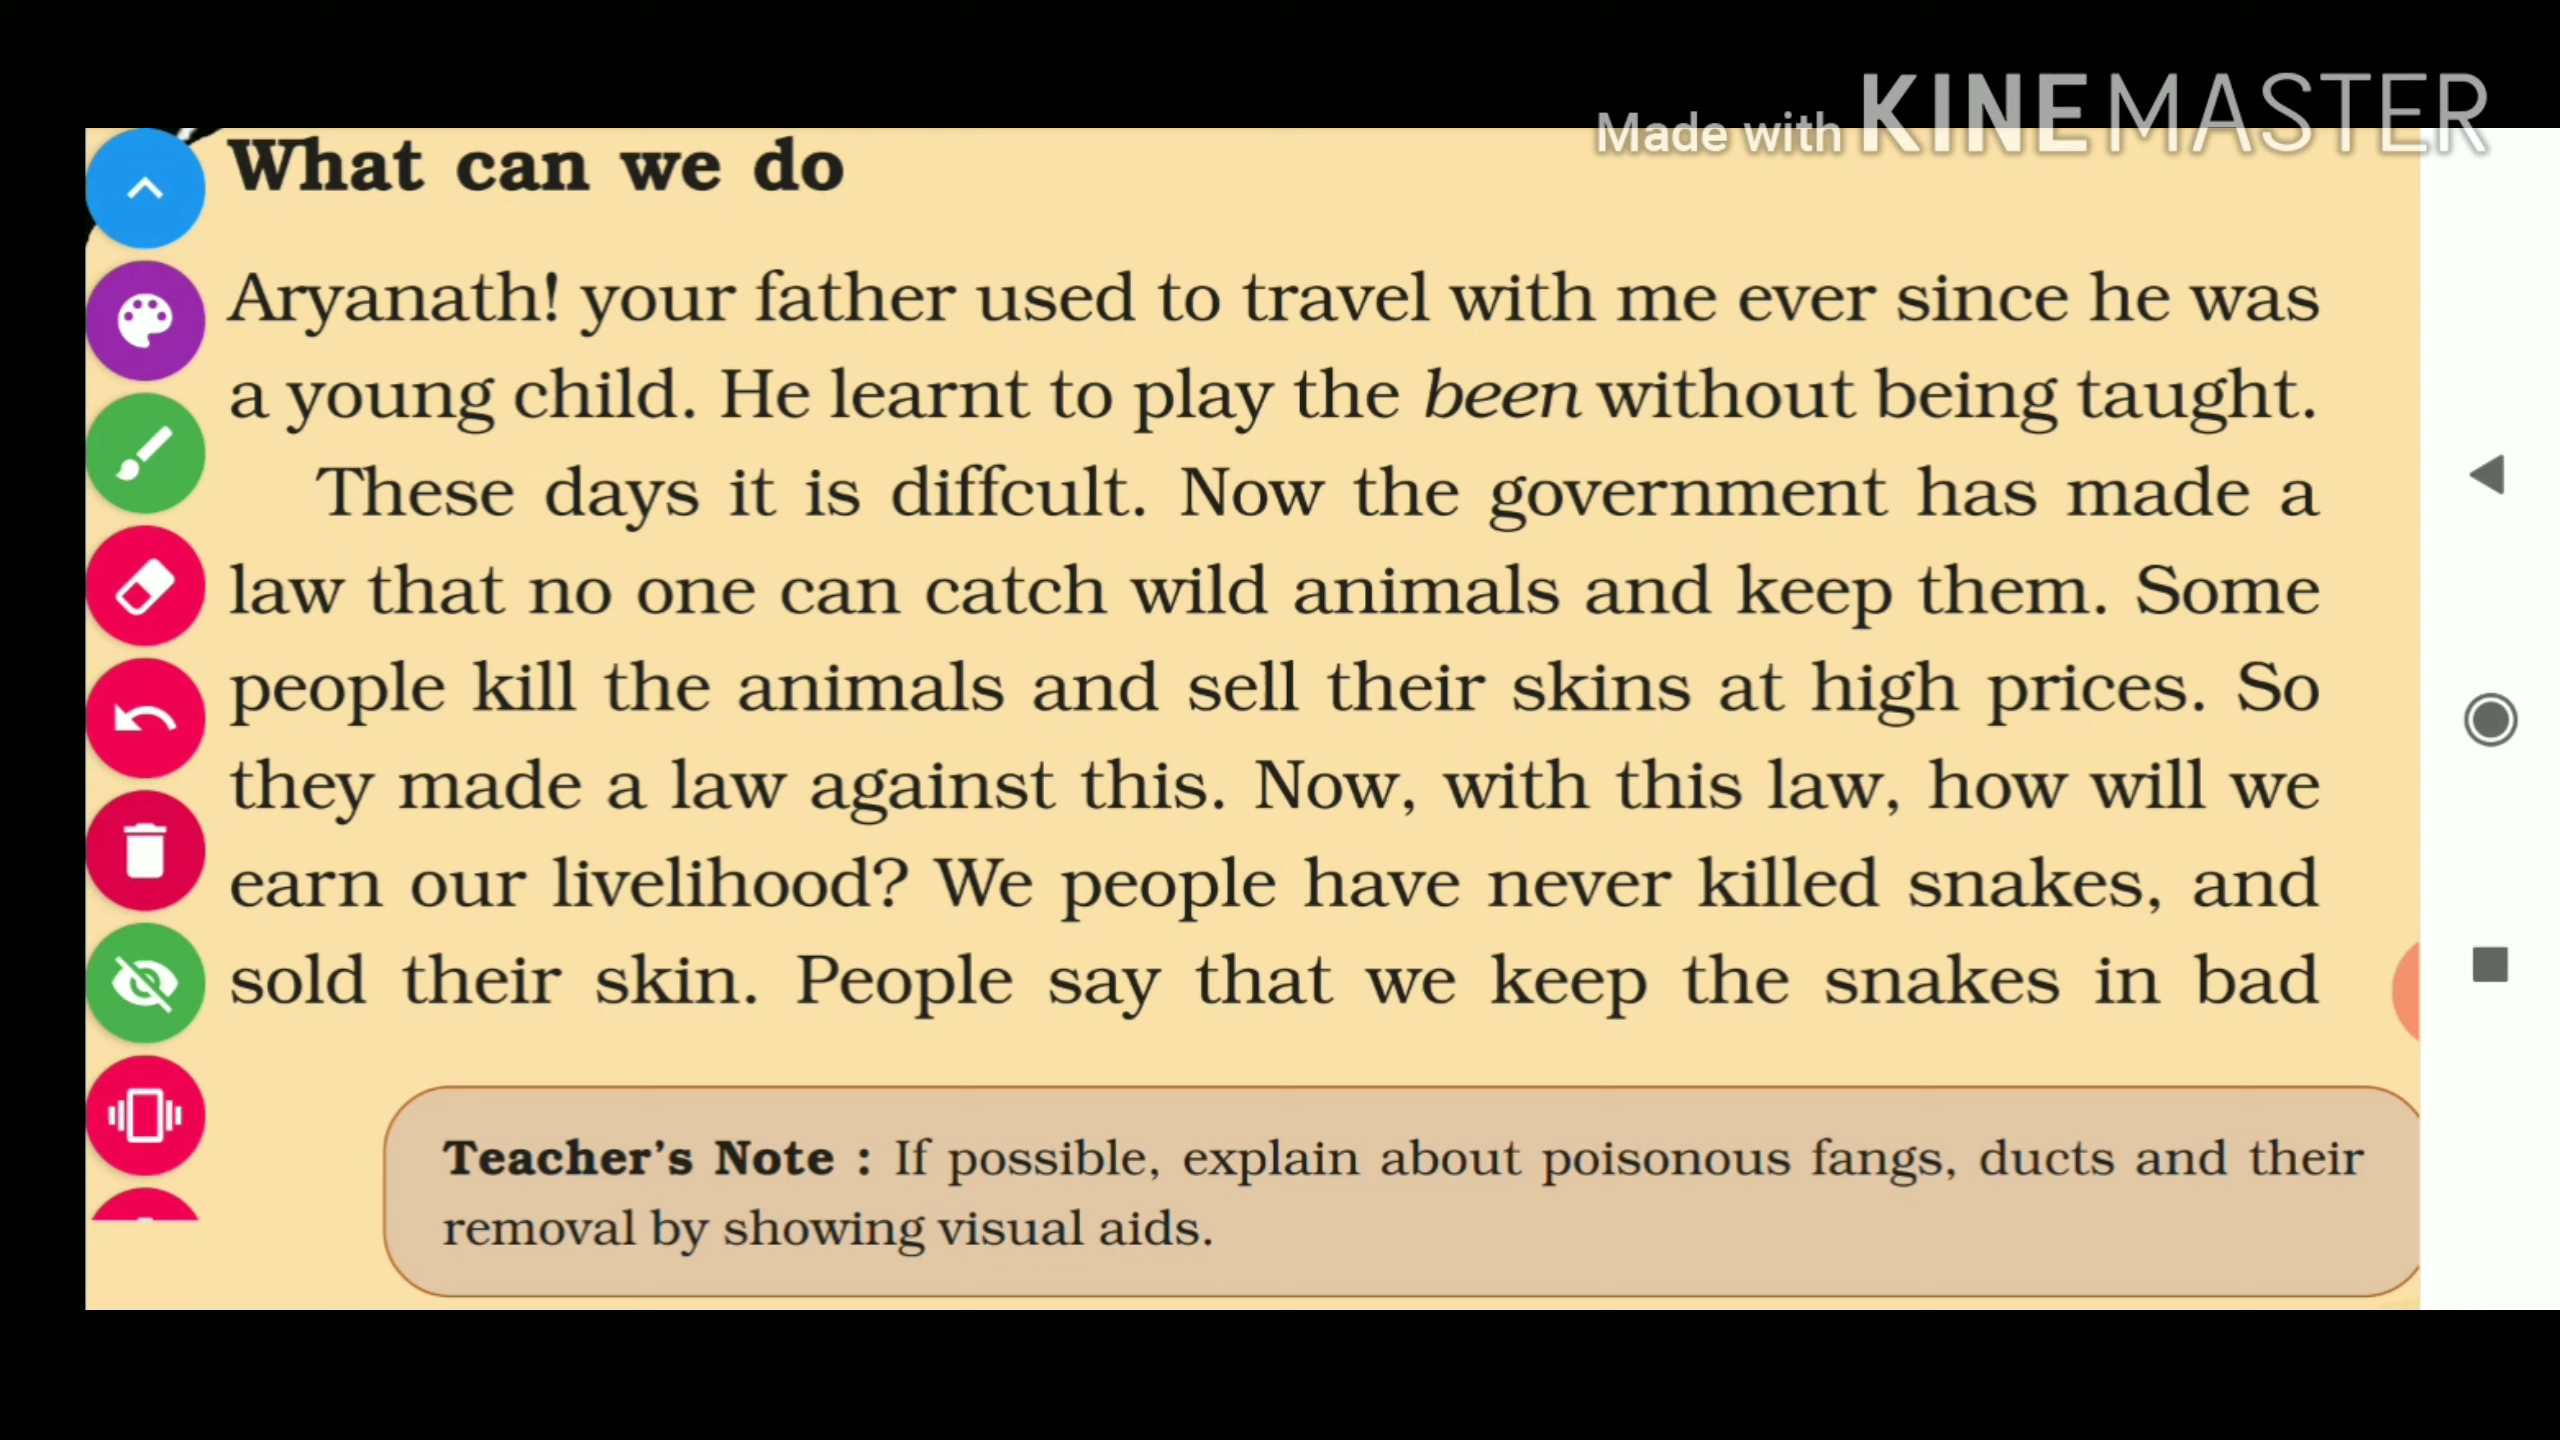 Made with KINEMASTER
What can we do
Aryanath! your father used to travel with me ever since he was
a young child. He learnt to play the been without being taught.
These days it is diffcult. Now the government has made a
law that no one can catch wild animals and keep them. Some
people kill the animals and sell their skins at high prices. So
they made a law against this. Now, with this law, how will we
earn our livelihood? We people have never killed snakes, and
sold their skin. People say that we keep the snakes in bad
Teacher's Note : If possible, explain about poisonous fangs, ducts and their
removal by showing visual aids.